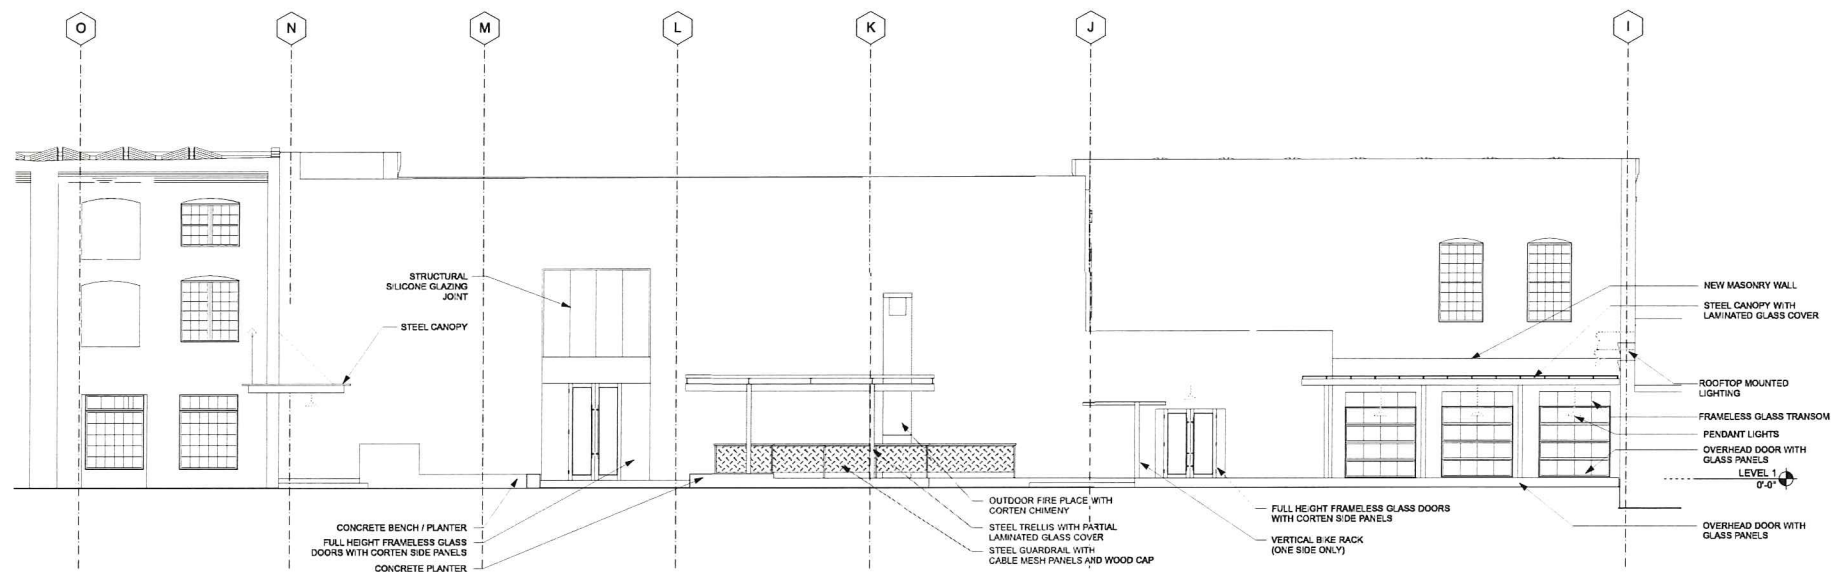 O
N
M
L
K
J
I
STRUCTURAL
SILICONE GLAZING
JOINT
STEEL CANOPY
NEW MASONRY WALL
STEEL CANOPY WITH
LAMINATED GLASS COVER
ROOFTOP MOUNTED
LIGHTING
FRAMELESS GLASS TRANSOM
PENDANT LIGHTS
OVERHEAD DOOR WITH
GLASS PANELS
LEVEL 1
0'-0"
OVERHEAD DOOR WITH
GLASS PANELS
CONCRETE BENCH / PLANTER
FULL HEIGHT FRAMELESS GLASS
DOORS WITH CORTEN SIDE PANELS
CONCRETE PLANTER
OUTDOOR FIRE PLACE WITH
CORTEN CHIMENY
STEEL TRELLIS WITH PARTIAL
LAMINATED GLASS COVER
STEEL GUARDRAIL WITH
CABLE MESH PANELS AND WOOD CAP
FULL HEIGHT FRAMELESS GLASS DOORS
WITH CORTEN SIDE PANELS
VERTICAL BIKE RACK
(ONE SIDE ONLY)